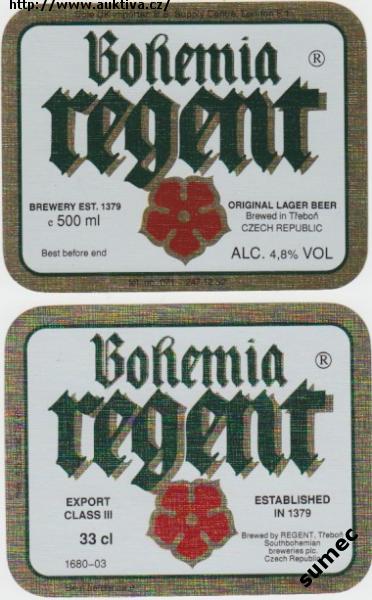 http://www.auktiva.cz/
Bohemia ®
regent
BREWERY EST. 1379
e 500 ml
Best before end
ORIGINAL LAGER BEER
Brewed in Třeboň
CZECH REPUBLIC
ALC. 4,8% VOL
Bohemia ®
regent
EXPORT
CLASS III
33 cl
1680-03
ESTABLISHED
IN 1379
Brewed by REGENT, Třeboň
Southbohemian
breweries plc.
Czech Republic
sumec